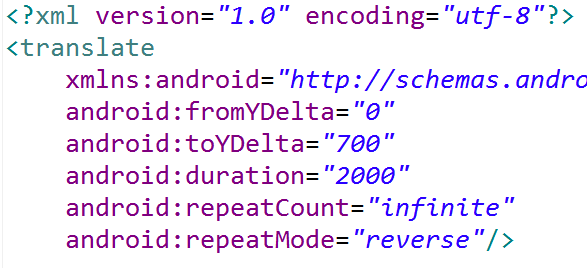 <?xml version="1.0" encoding="utf-8"?>
<translate
xmlns:android="http://schemas.andro
android:fromYDelta="0"
android:toYDelta="700"
android:duration="2000"
android:repeatCount="infinite"
android:repeatMode="reverse"/>